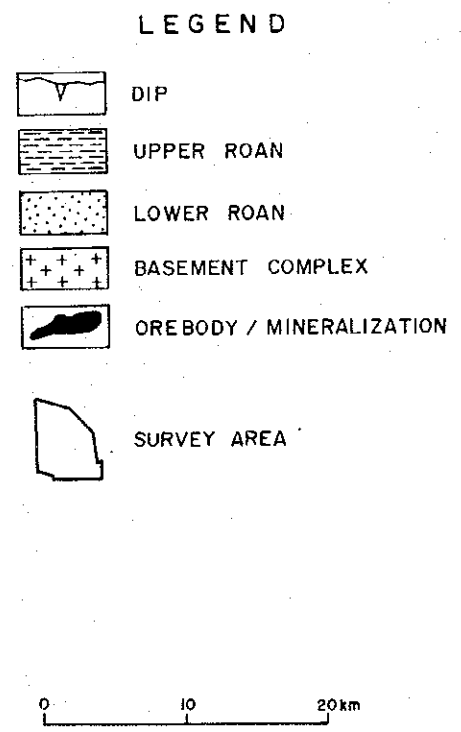 LEGEND
DIP
UPPER ROAN
LOWER ROAN
BASEMENT COMPLEX
OREBODY / MINERALIZATION
SURVEY AREA
0 10 20km